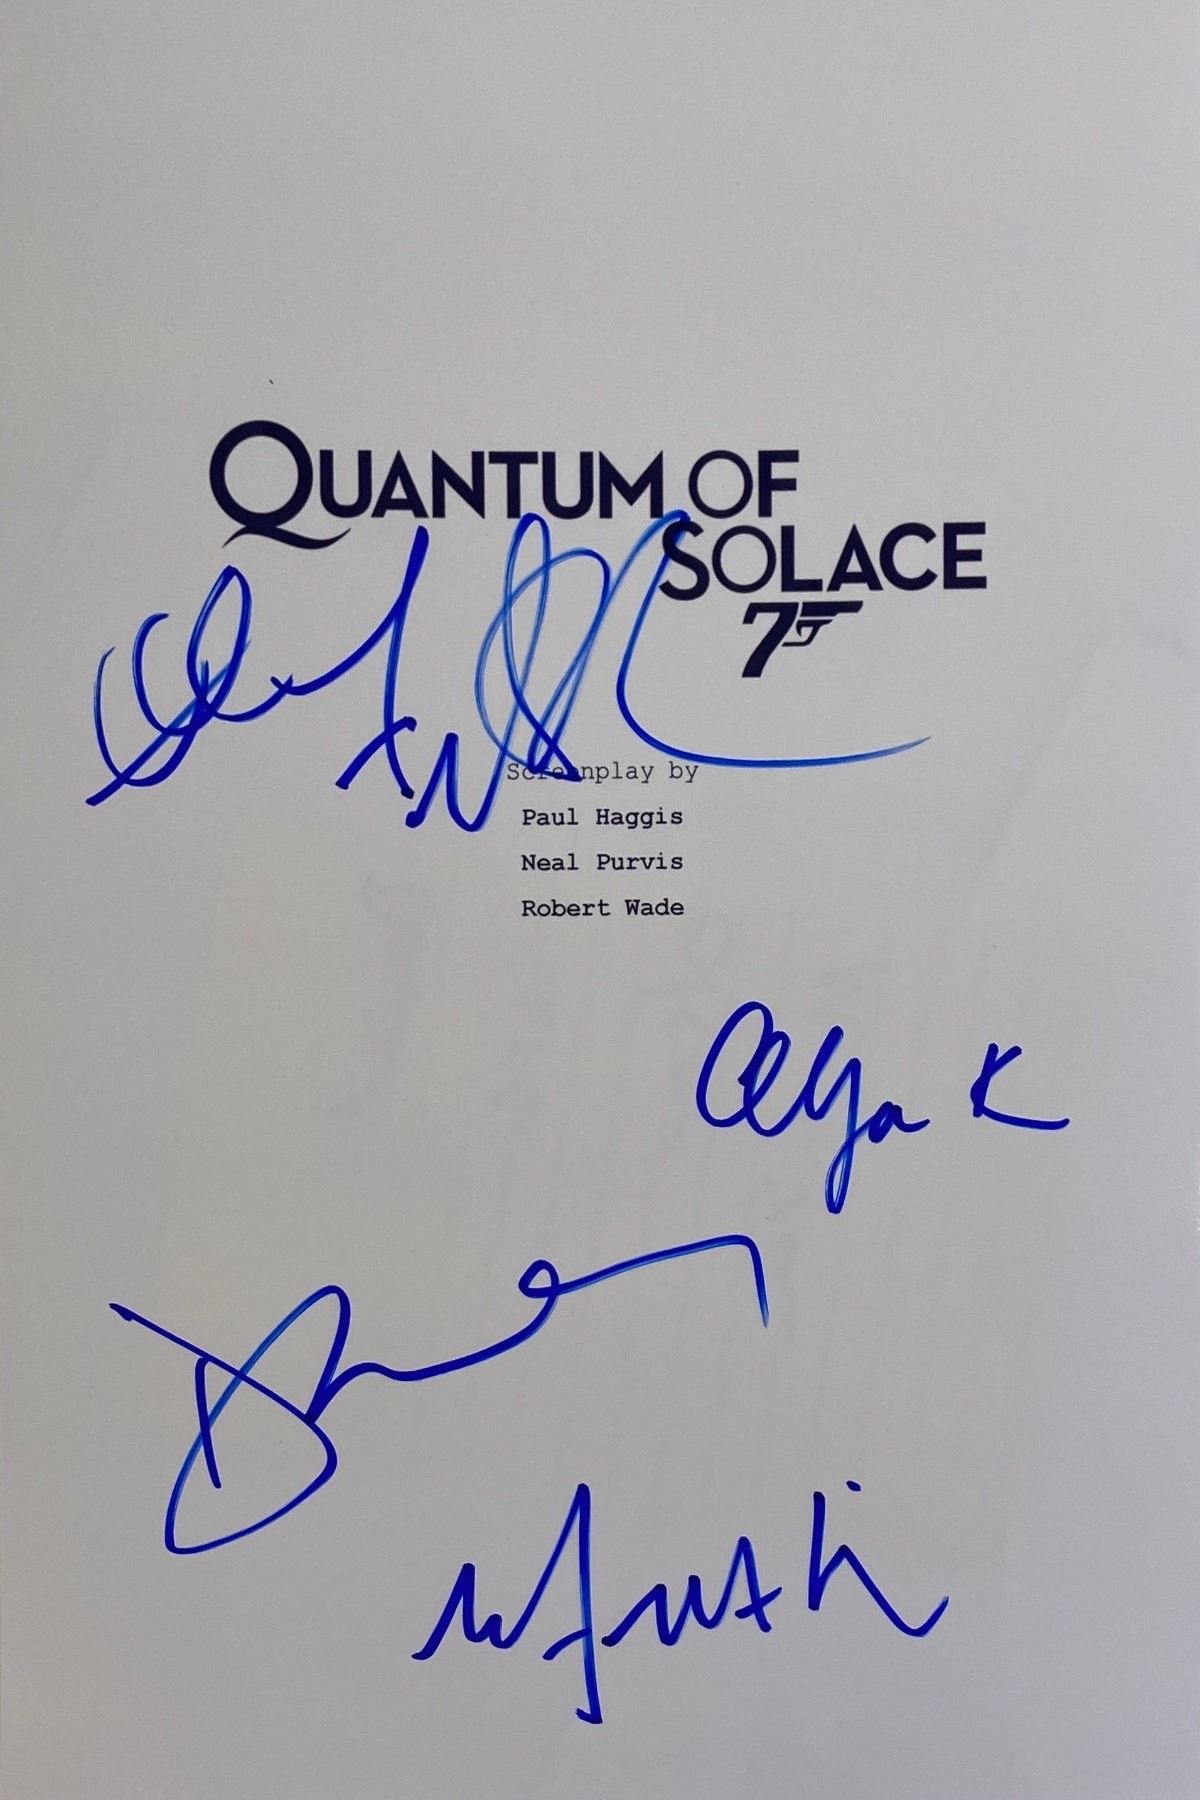 QUANTUM OF
SOLACE
007
Screenplay by
Paul Haggis
Neal Purvis
Robert Wade
Olga K